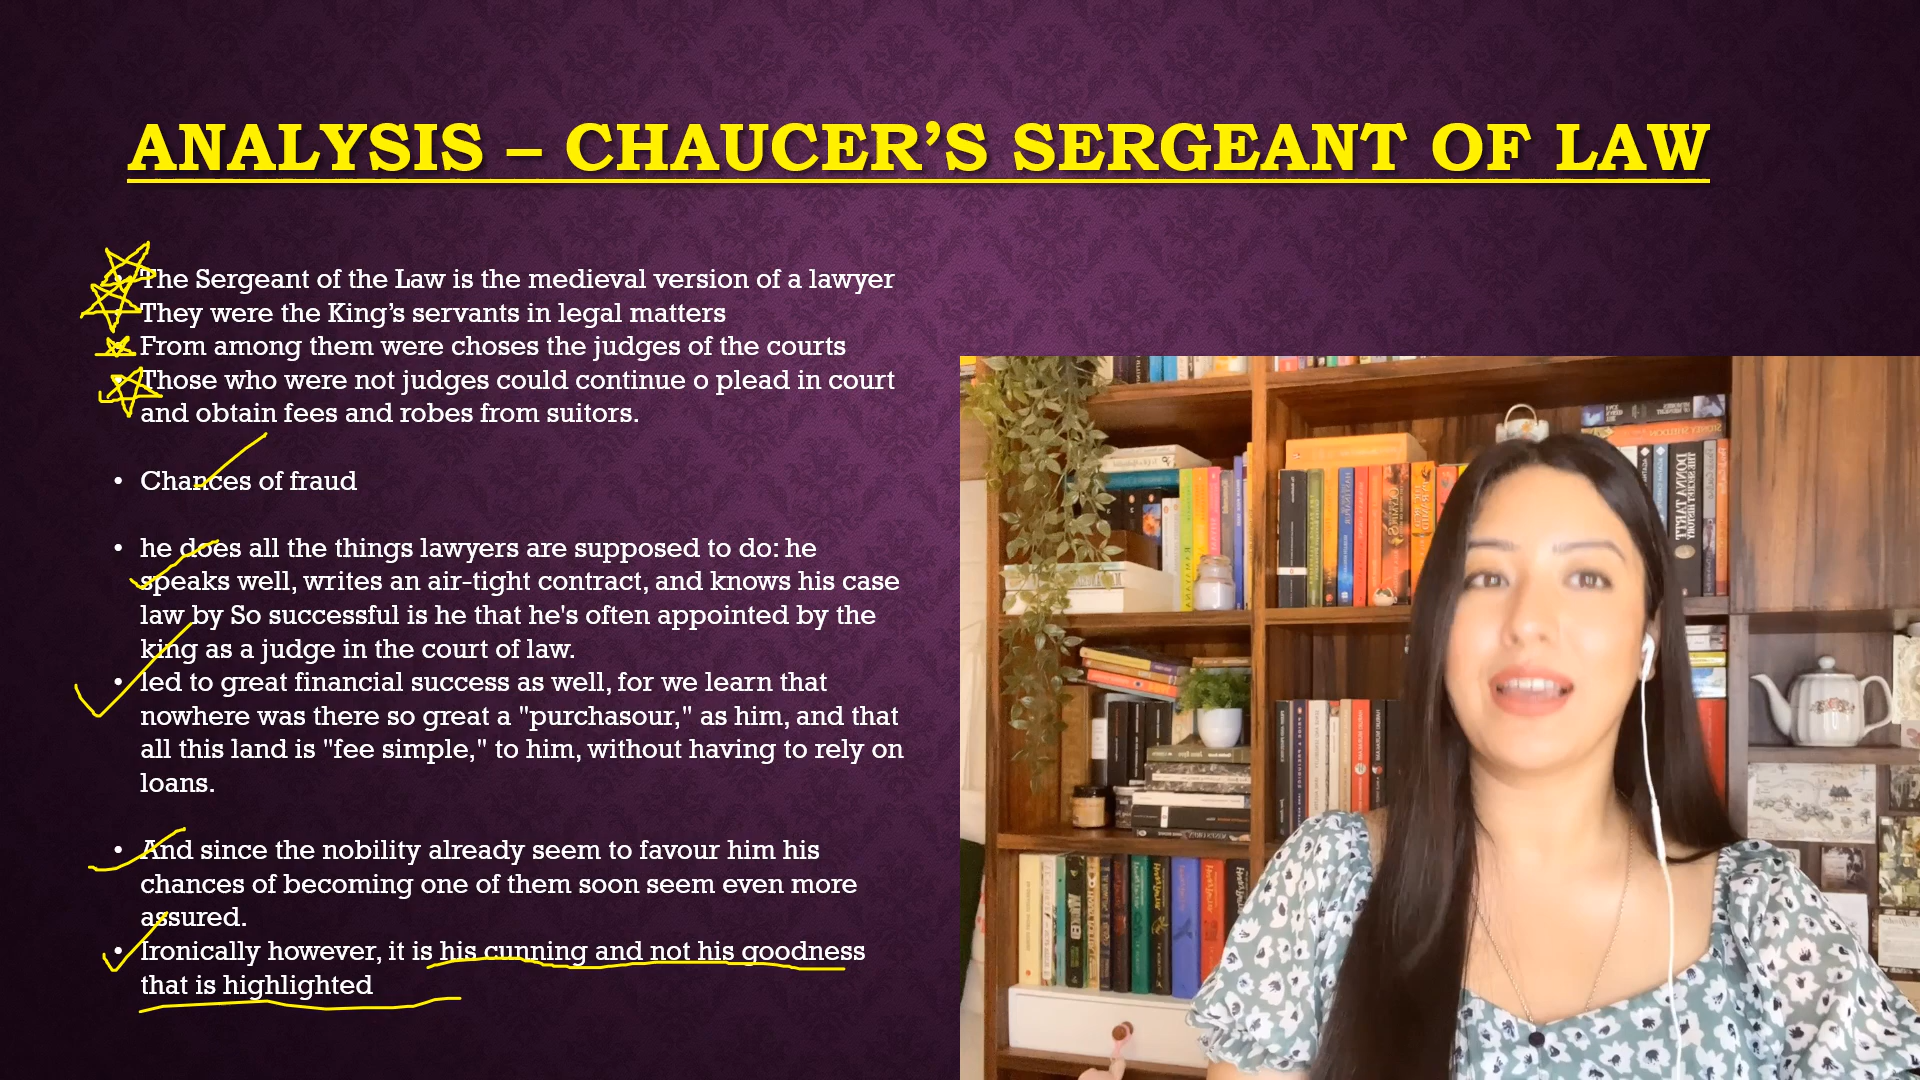 ANALYSIS – CHAUCER’S SERGEANT OF LAW
• The Sergeant of the Law is the medieval version of a lawyer
• They were the King’s servants in legal matters
• From among them were choses the judges of the courts
• Those who were not judges could continue o plead in court
and obtain fees and robes from suitors.
• Chances of fraud
• he does all the things lawyers are supposed to do: he
speaks well, writes an air-tight contract, and knows his case
law by So successful is he that he's often appointed by the
king as a judge in the court of law.
• led to great financial success as well, for we learn that
nowhere was there so great a "purchasour," as him, and that
all this land is "fee simple," to him, without having to rely on
loans.
• And since the nobility already seem to favour him his
chances of becoming one of them soon seem even more
assured.
• Ironically however, it is his cunning and not his goodness
that is highlighted
SIDNEY SHELDON
THE SECRET HISTORY
DONNA TARTT